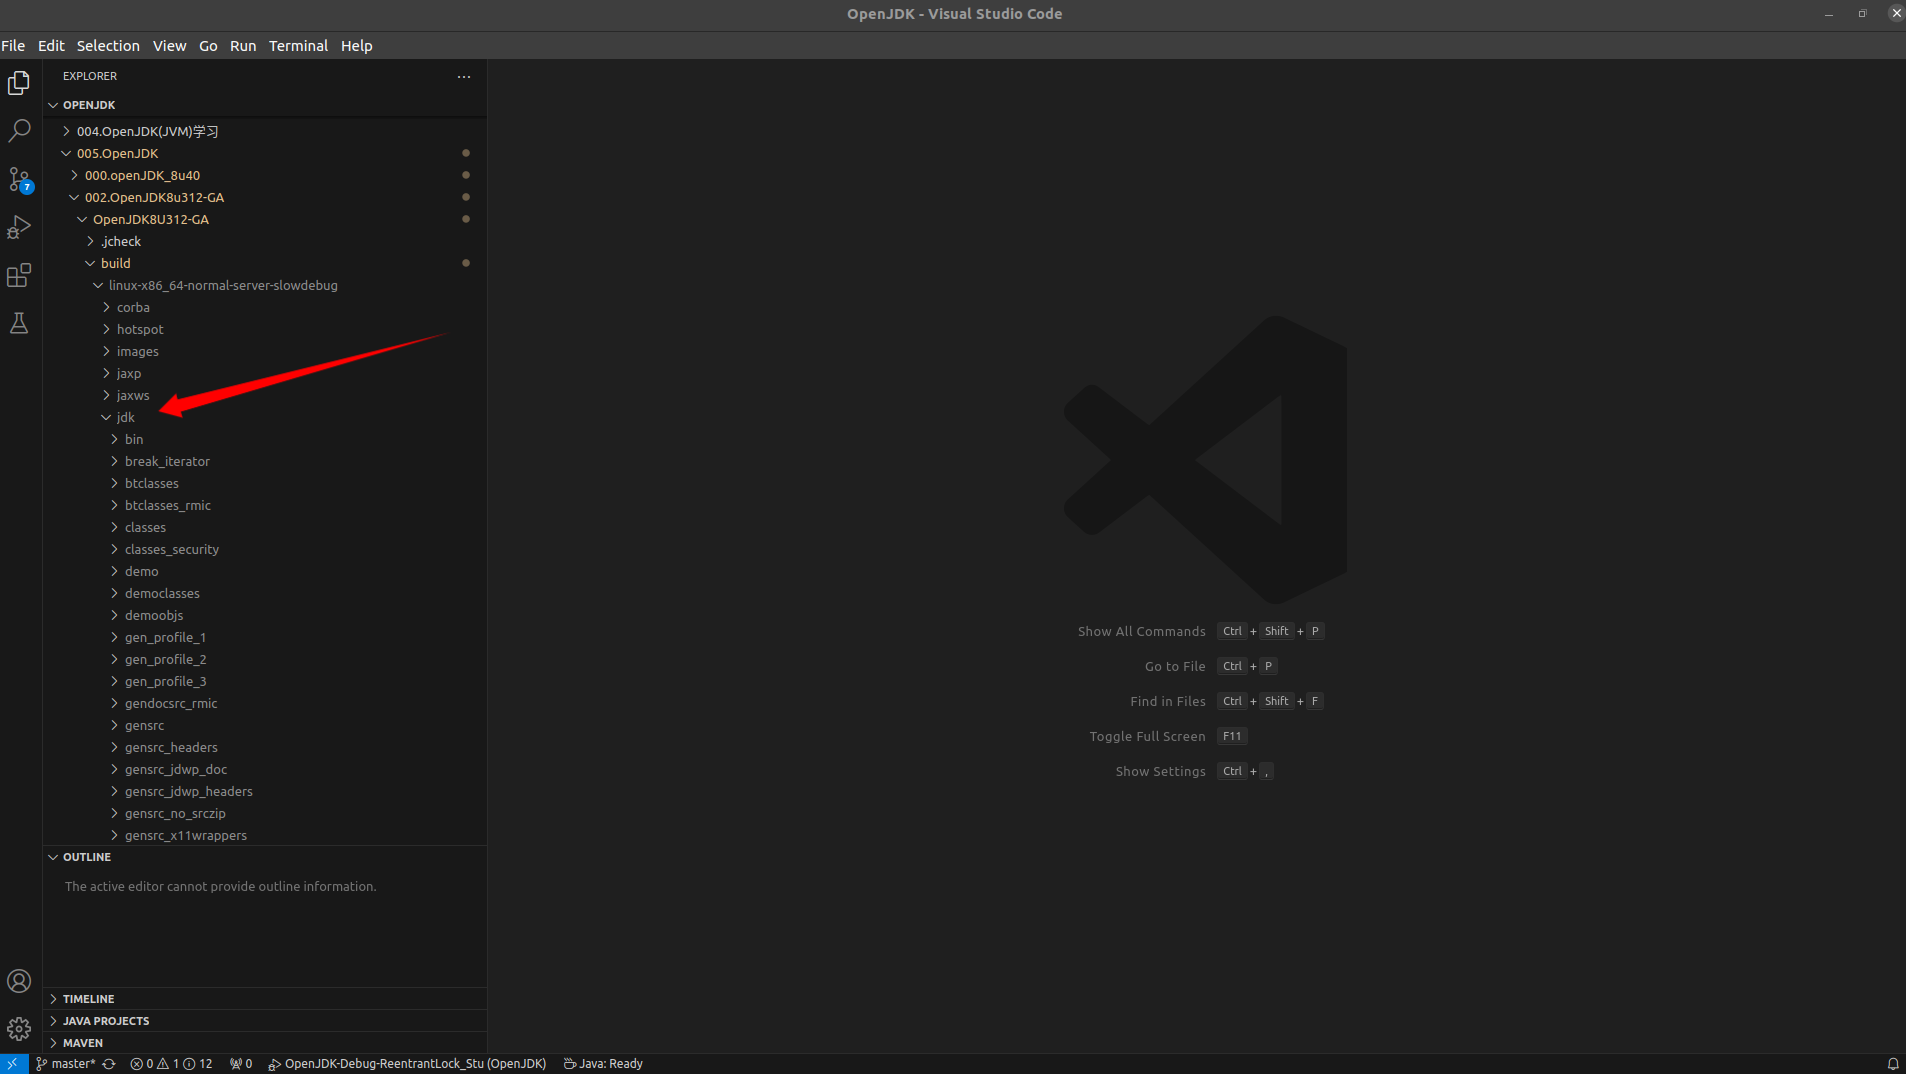 OpenJDK - Visual Studio Code
File Edit Selection View Go Run Terminal Help
EXPLORER
OPENJDK
004.OpenJDK(JVM)学习
005.OpenJDK
000.openJDK_8u40
002.OpenJDK8u312-GA
OpenJDK8U312-GA
.jcheck
build
linux-x86_64-normal-server-slowdebug
corba
hotspot
images
jaxp
jaxws
jdk
bin
break_iterator
btclasses
btclasses_rmic
classes
classes_security
demo
democlasses
demoobjs
gen_profile_1
gen_profile_2
gen_profile_3
gendocsrc_rmic
gensrc
gensrc_headers
gensrc_jdwp_doc
gensrc_jdwp_headers
gensrc_no_srczip
gensrc_x11wrappers
OUTLINE
The active editor cannot provide outline information.
TIMELINE
JAVA PROJECTS
MAVEN
7
Show All Commands Ctrl + Shift + P
Go to File Ctrl + P
Find in Files Ctrl + Shift + F
Toggle Full Screen F11
Show Settings Ctrl + ,
master* 0 1 12 0 OpenJDK-Debug-ReentrantLock_Stu (OpenJDK) Java: Ready